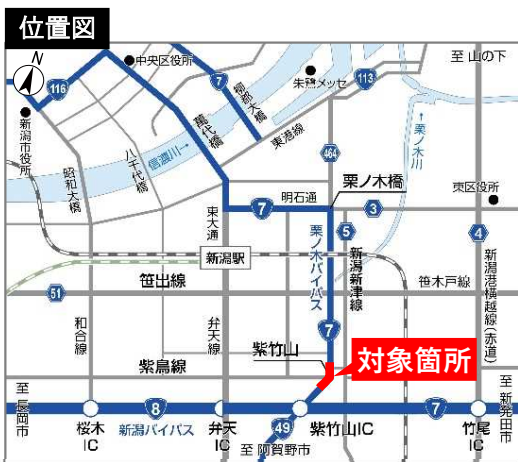 位置図
N
中央区役所
116
7
柳都大橋
朱鷺メッセ
113
至 山の下
萬代橋
新潟市役所
八千代橋
信濃川→
昭和大橋
東港線
464
←栗ノ木川
栗ノ木橋
東区役所
明石通
7
3
東大通
5
4
新潟駅
栗ノ木バイパス
新潟新津線
笹出線
51
笹木戸線
新潟港横越線(赤道)
7
和合線
弁天線
紫竹山
紫鳥線
対象箇所
至 長岡市
8
7
至 新発田市
桜木IC
新潟バイパス
弁天IC
49
紫竹山IC
竹尾IC
至 阿賀野市